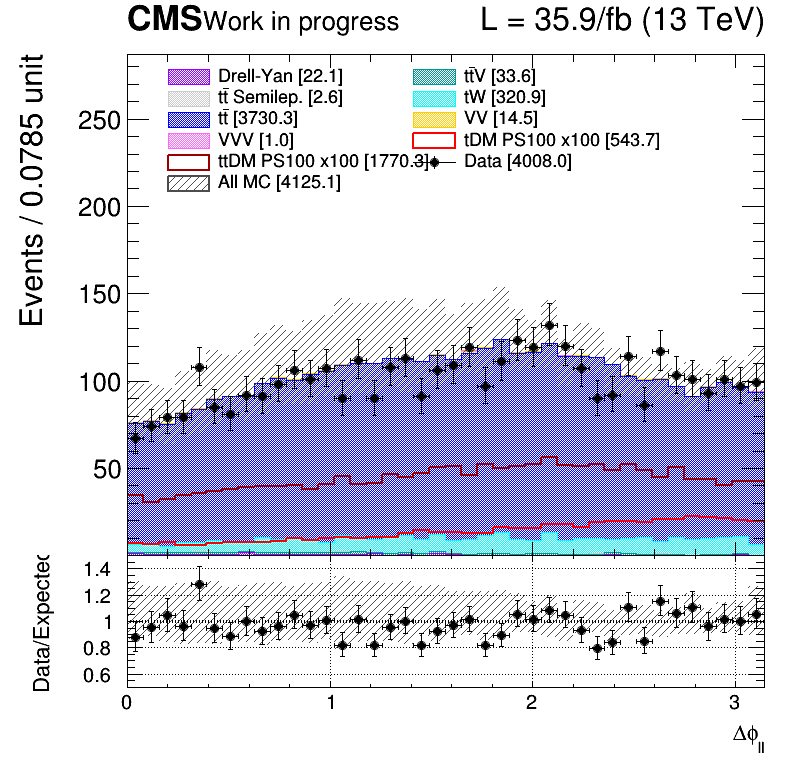 CMS Work in progress L = 35.9/fb (13 TeV)
Drell-Yan [22.1] tt̄V [33.6]
tt̄ Semilep. [2.6] tW [320.9]
tt̄ [3730.3] VV [14.5]
VVV [1.0] tDM PS100 x100 [543.7]
ttDM PS100 x100 [1770.3] Data [4008.0]
All MC [4125.1]
Events / 0.0785 unit
250
200
150
100
50
Data/Expected
1.4
1.2
1
0.8
0.6
0 1 2 3
Δϕll